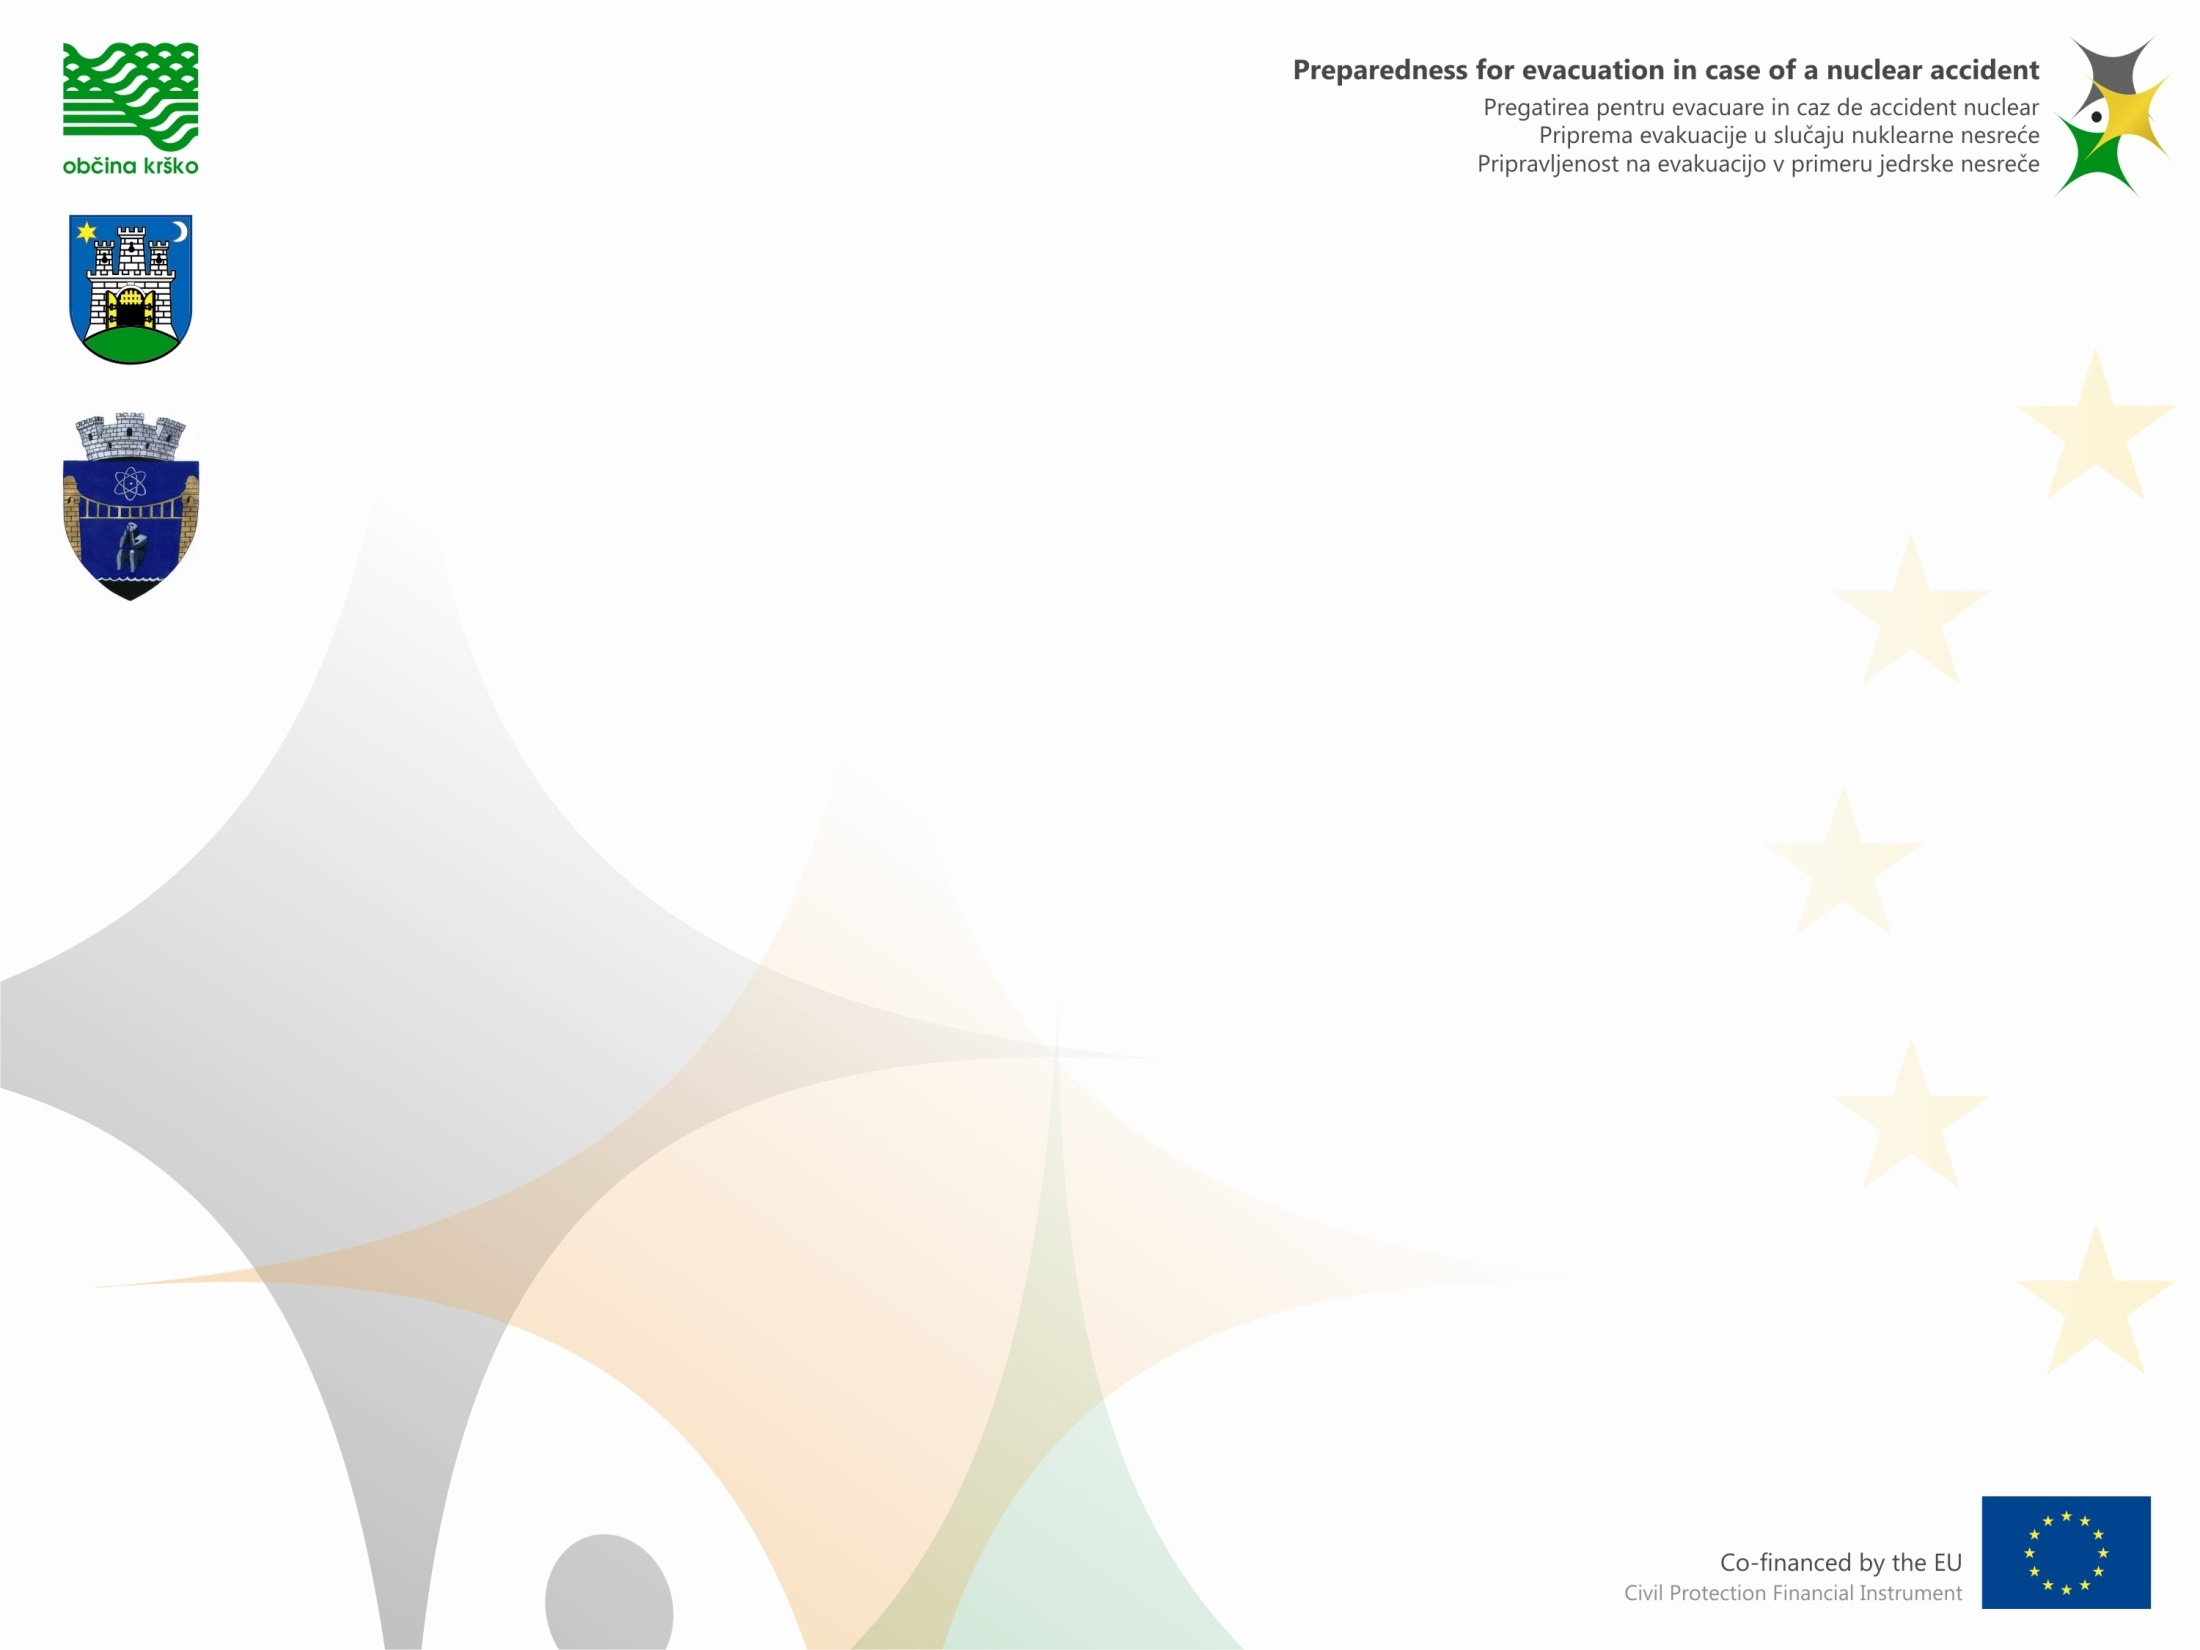 občina krško
Preparedness for evacuation in case of a nuclear accident
Pregatirea pentru evacuare in caz de accident nuclear
Priprema evakuacije u slučaju nuklearne nesreće
Pripravljenost na evakuacijo v primeru jedrske nesreče
Co-financed by the EU
Civil Protection Financial Instrument